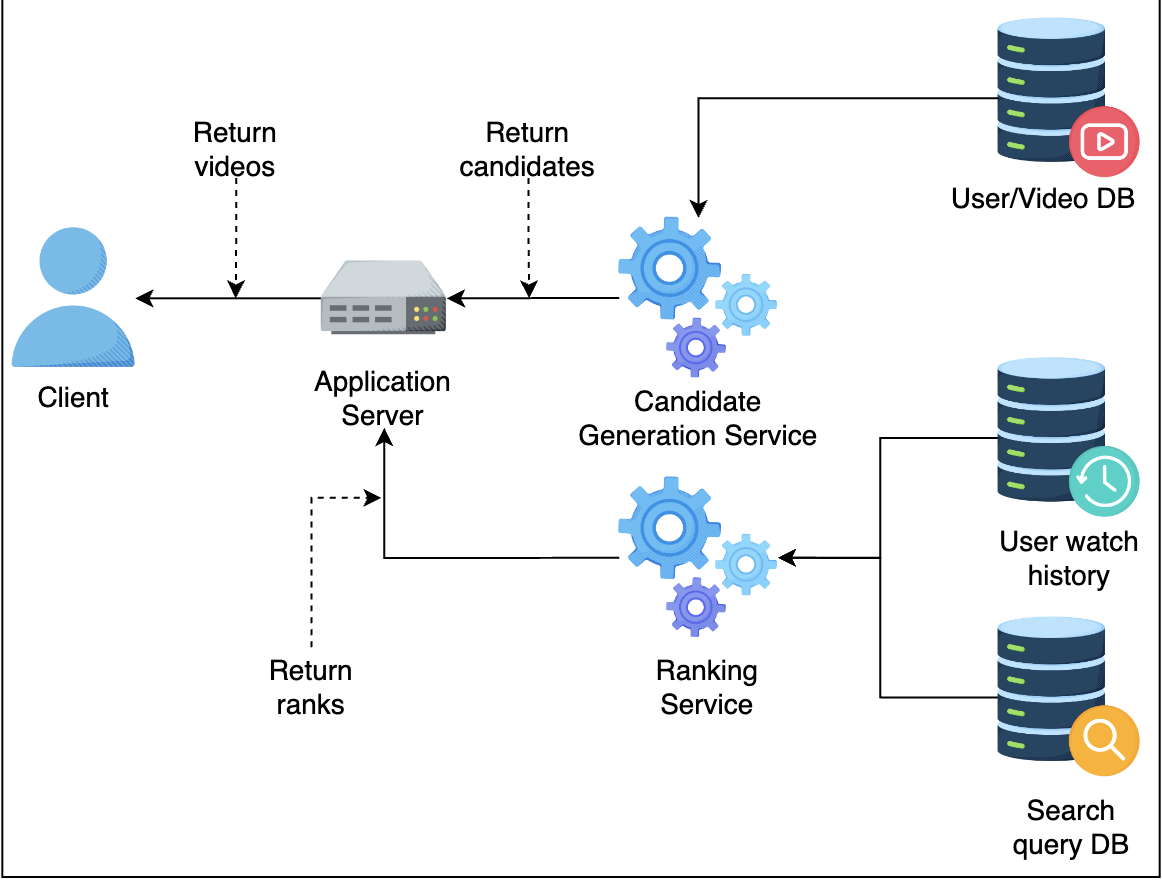 Return
videos
Return
candidates
User/Video DB
Client
Application
Server
Candidate
Generation Service
User watch
history
Return
ranks
Ranking
Service
Search
query DB